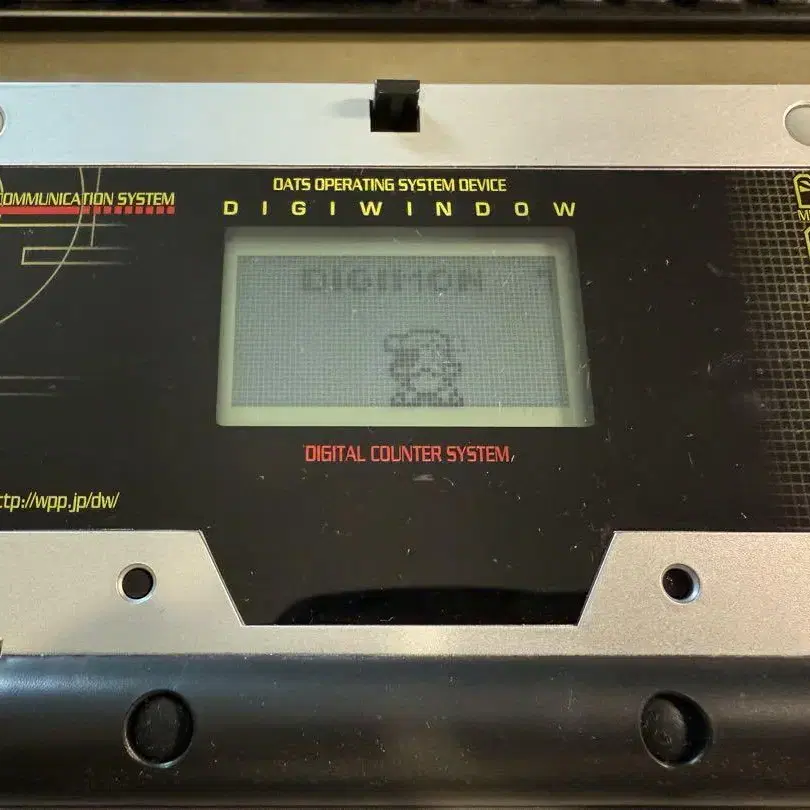 COMMUNICATION SYSTEM
DATS OPERATING SYSTEM DEVICE
DIGIWINDOW
DIGIMON
DIGITAL COUNTER SYSTEM
ttp://wpp.jp/dw/